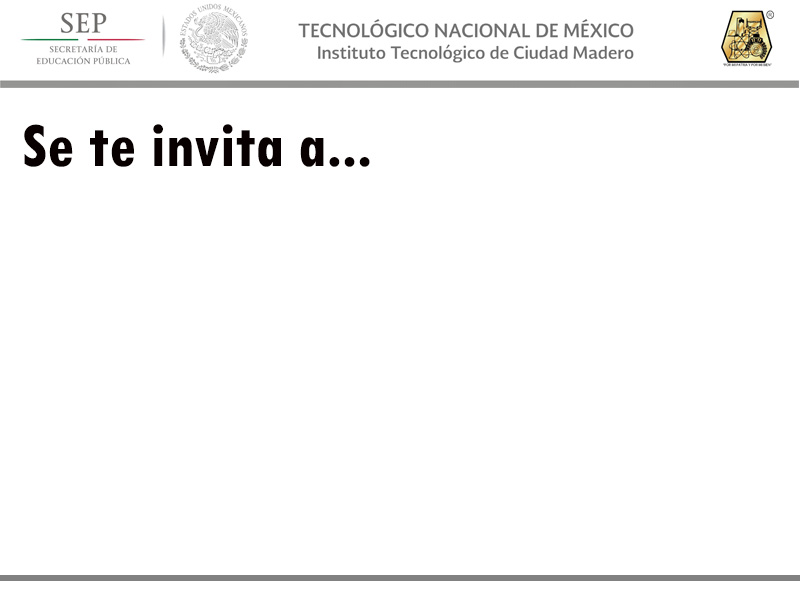 SEP
SECRETARÍA DE
EDUCACIÓN PÚBLICA
ESTADOS UNIDOS MEXICANOS
TECNOLÓGICO NACIONAL DE MÉXICO
Instituto Tecnológico de Ciudad Madero
®
Se te invita a...